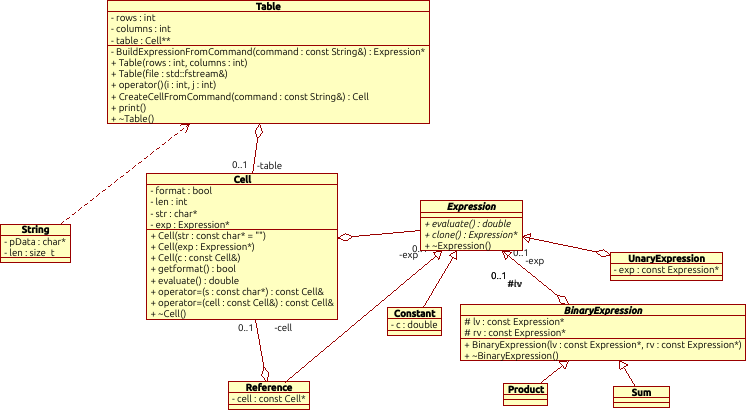 Table
- rows : int
- columns : int
- table : Cell**
- BuildExpressionFromCommand(command : const String&) : Expression*
+ Table(rows : int, columns : int)
+ Table(file : std::fstream&)
+ operator()(i : int, j : int)
+ CreateCellFromCommand(command : const String&) : Cell
+ print()
+ ~Table()
0..1
-table
Cell
- format : bool
- len : int
- str : char*
- exp : Expression*
+ Cell(str : const char* = "")
+ Cell(exp : Expression*)
+ Cell(c : const Cell&)
+ getformat() : bool
+ evaluate() : double
+ operator=(s : const char*) : const Cell&
+ operator=(cell : const Cell&) : const Cell&
+ ~Cell()
String
- pData : char*
- len : size_t
Expression
+ evaluate() : double
+ clone() : Expression*
+ ~Expression()
0..
-exp
0..1
-exp
UnaryExpression
- exp : const Expression*
0..1
#lv
Constant
- c : double
BinaryExpression
# lv : const Expression*
# rv : const Expression*
+ BinaryExpression(lv : const Expression*, rv : const Expression*)
+ ~BinaryExpression()
0..1
-cell
Reference
- cell : const Cell*
Product
Sum